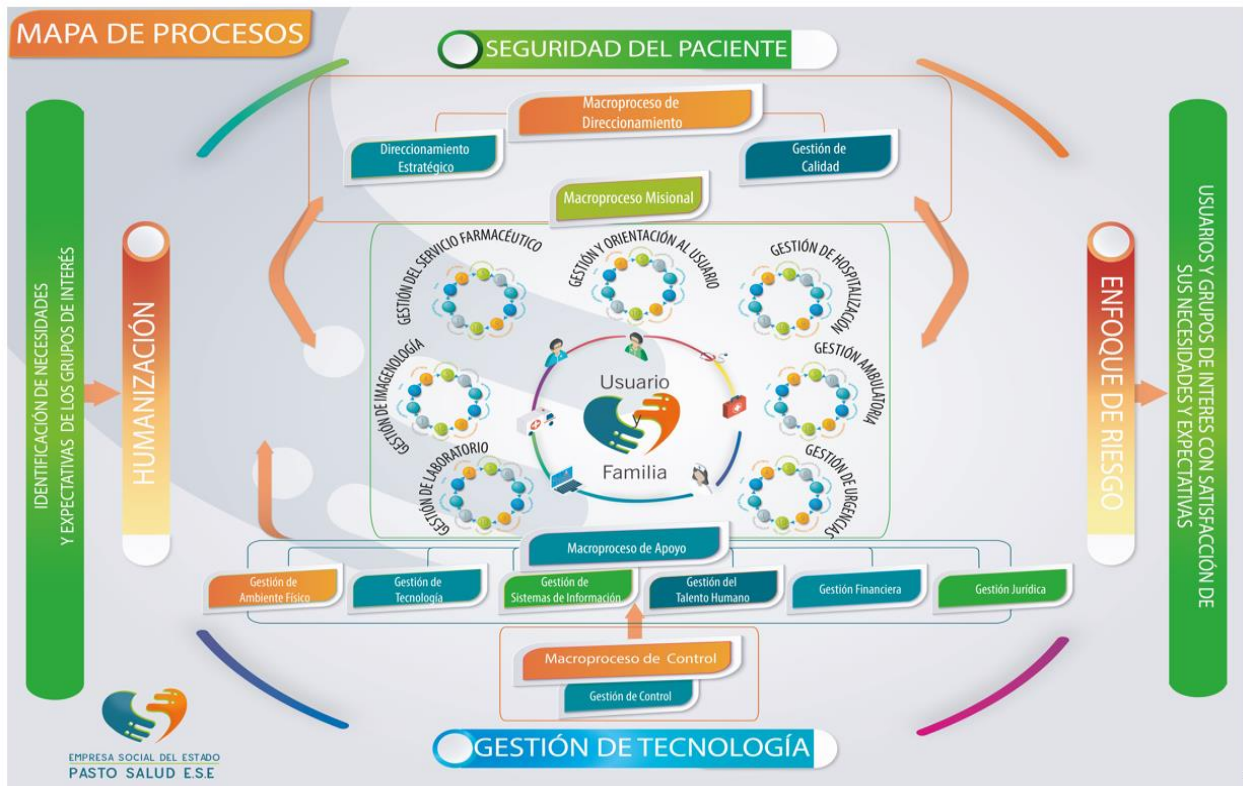 MAPA DE PROCESOS
SEGURIDAD DEL PACIENTE
Macroproceso de
Direccionamiento
Direccionamiento
Estratégico
Gestión de
Calidad
Macroproceso Misional
IDENTIFICACIÓN DE NECESIDADES
Y EXPECTATIVAS DE LOS GRUPOS DE INTERÉS
HUMANIZACIÓN
GESTIÓN DEL SERVICIO FARMACÉUTICO
GESTIÓN Y ORIENTACIÓN AL USUARIO
GESTIÓN DE HOSPITALIZACIÓN
GESTIÓN DE IMAGENOLOGÍA
GESTIÓN AMBULATORIA
GESTIÓN DE LABORATORIO
GESTIÓN DE URGENCIAS
Usuario
y
Familia
ENFOQUE DE RIESGO
USUARIOS Y GRUPOS DE INTERES CON SATISFACCIÓN DE
SUS NECESIDADES Y EXPECTATIVAS
Macroproceso de Apoyo
Gestión de
Ambiente Físico
Gestión de
Tecnología
Gestión de
Sistemas de Información
Gestión del
Talento Humano
Gestión Financiera
Gestión Jurídica
Macroproceso de Control
Gestión de Control
GESTIÓN DE TECNOLOGÍA
EMPRESA SOCIAL DEL ESTADO
PASTO SALUD E.S.E